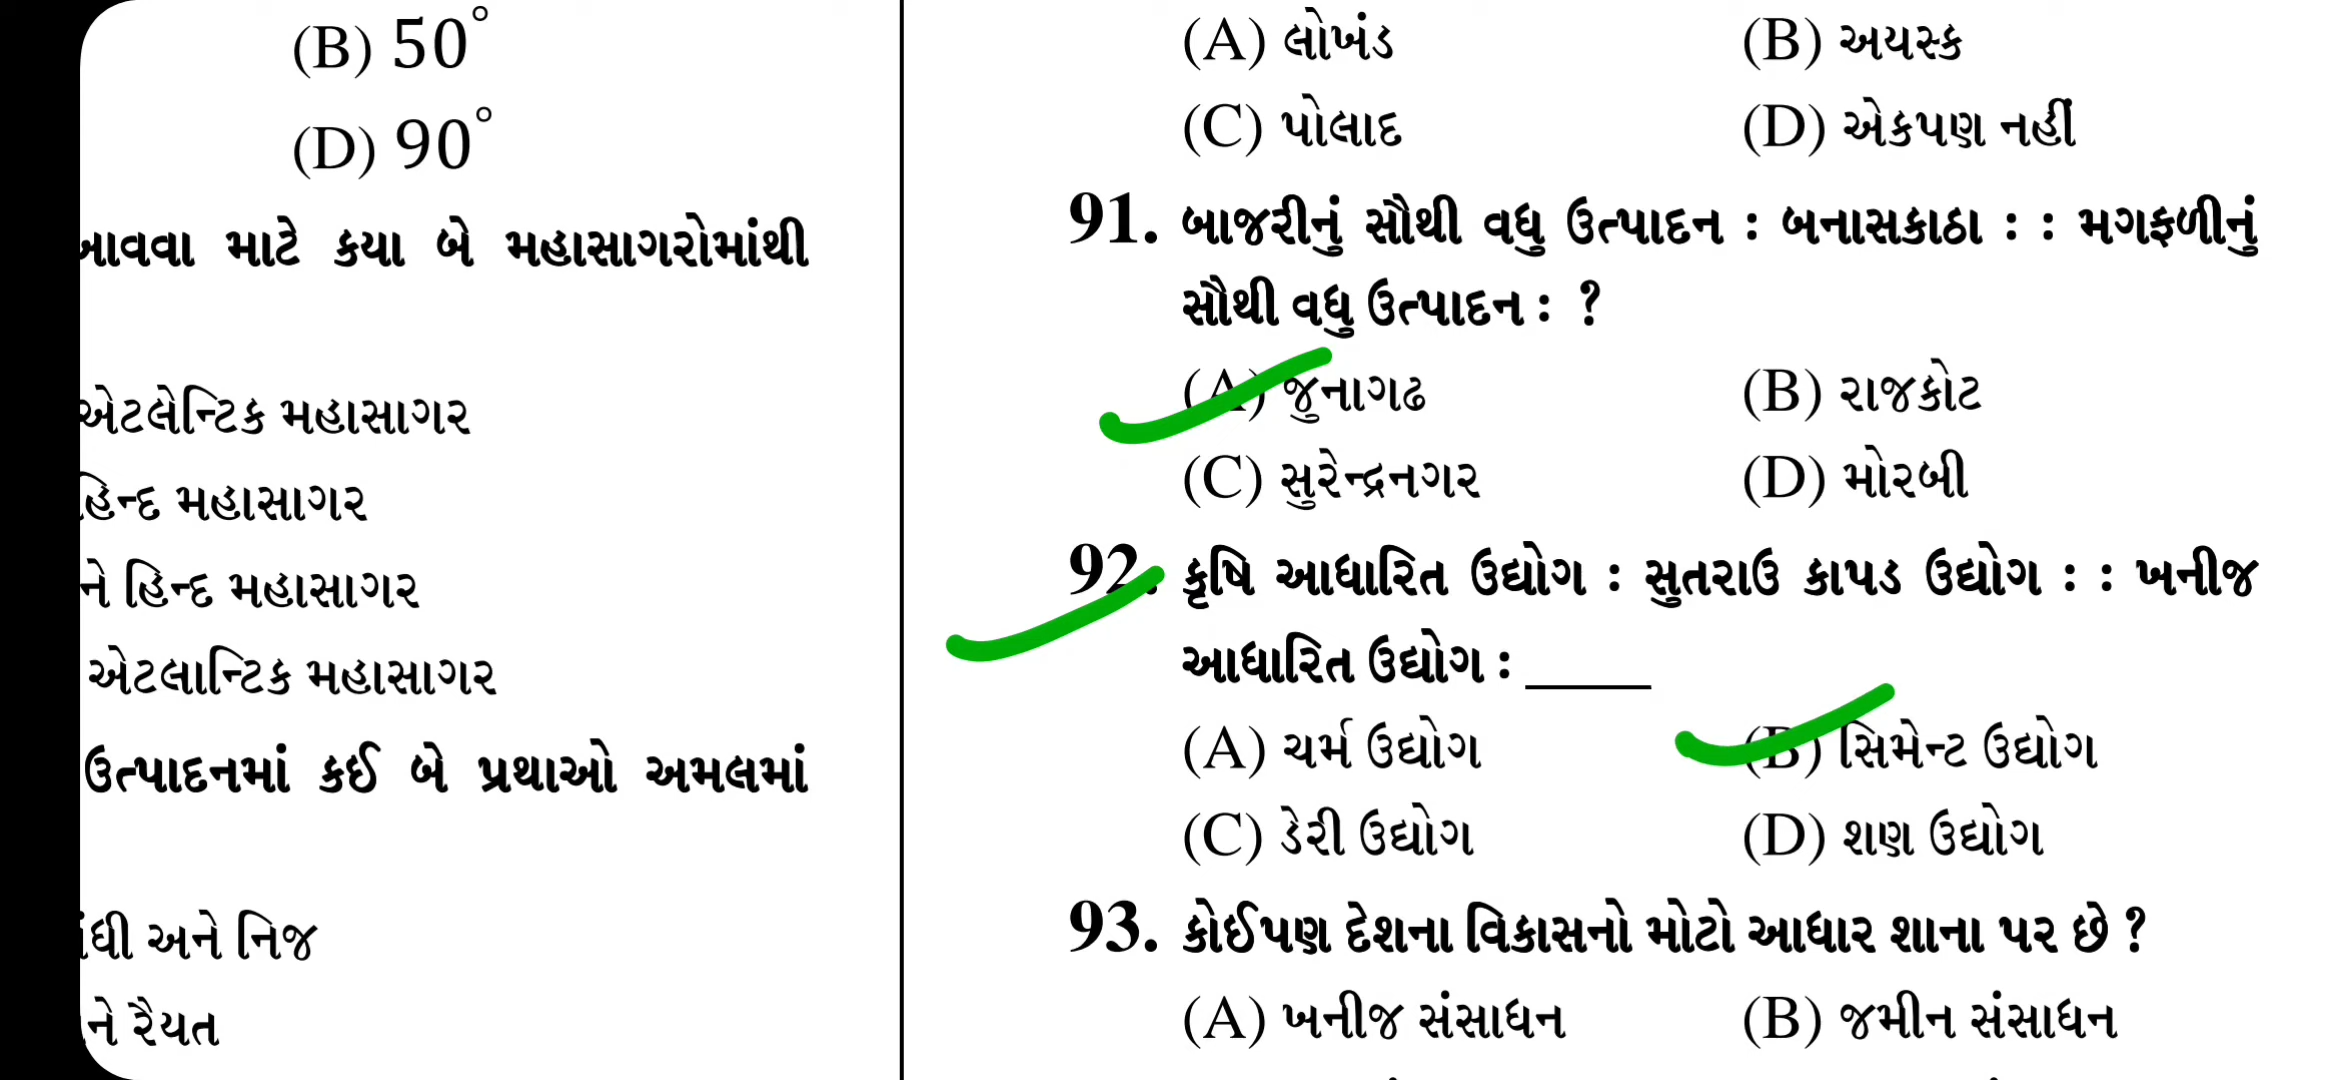 (B) 50°
(D) 90°
માટે કયા બે મહાસાગરોમાંથી
એટલેન્ટિક મહાસાગર
હિન્દ મહાસાગર
ને હિન્દ મહાસાગર
એટલાન્ટિક મહાસાગર
ઉત્પાદનમાં કઈ બે પ્રથાઓ અમલમાં
અને નિજ
ને રૈયત
(A) લોખંડ (B) અયસ્ક
(C) પોલાદ (D) એકપણ નહીં
91. બાજરીનું સૌથી વધુ ઉત્પાદન : બનાસકાઠા : : મગફળીનું
સૌથી વધુ ઉત્પાદન : ?
(A) જુનાગઢ (B) રાજકોટ
(C) સુરેન્દ્રનગર (D) મોરબી
92. કૃષિ આધારિત ઉદ્યોગ : સુતરાઉ કાપડ ઉદ્યોગ : : ખનીજ
આધારિત ઉદ્યોગ : _____
(A) ચર્મ ઉદ્યોગ (B) સિમેન્ટ ઉદ્યોગ
(C) ડેરી ઉદ્યોગ (D) શણ ઉદ્યોગ
93. કોઈપણ દેશના વિકાસનો મોટો આધાર શાના પર છે ?
(A) ખનીજ સંસાધન (B) જમીન સંસાધન